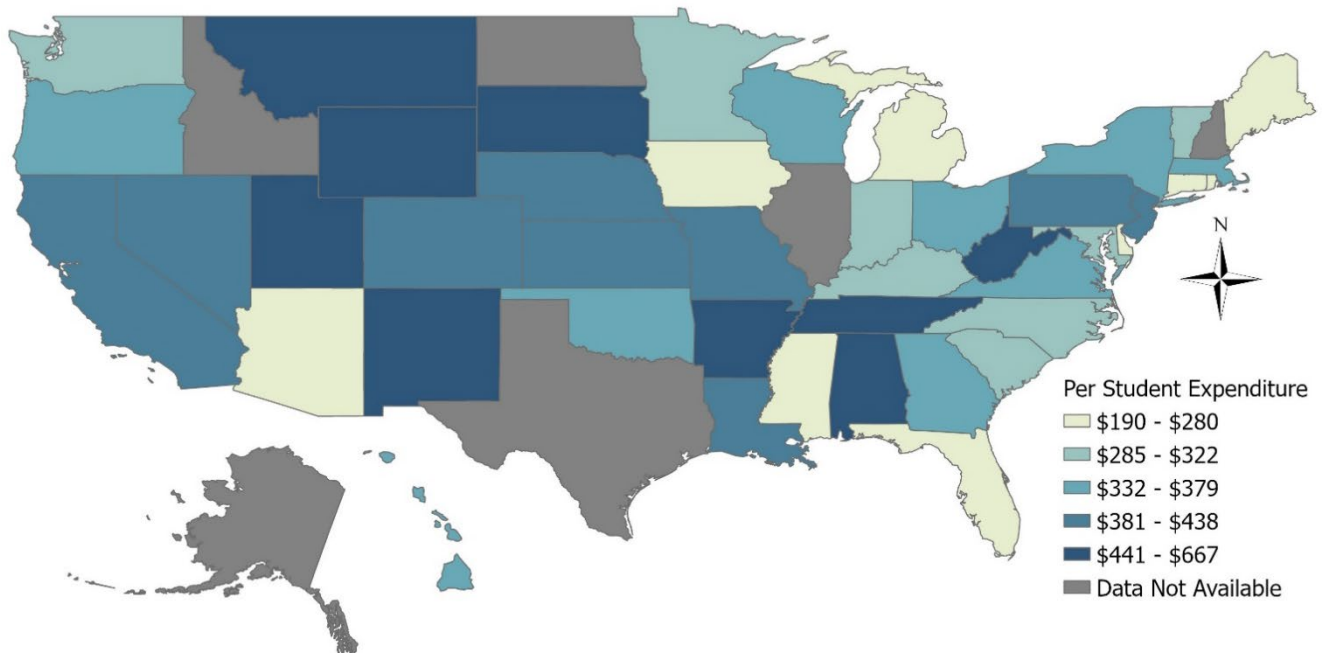 N
Per Student Expenditure
$190 - $280
$285 - $322
$332 - $379
$381 - $438
$441 - $667
Data Not Available